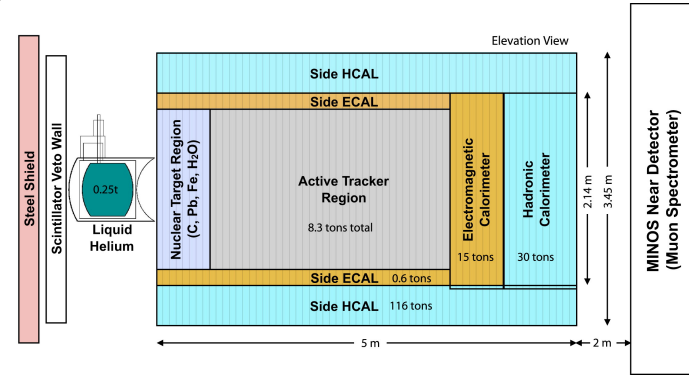 Elevation View
Steel Shield
Scintillator Veto Wall
0.25t
Liquid
Helium
Side HCAL
Side ECAL
Nuclear Target Region
(C, Pb, Fe, H₂O)
Active Tracker
Region
8.3 tons total
Electromagnetic
Calorimeter
15 tons
Hadronic
Calorimeter
30 tons
Side ECAL 0.6 tons
Side HCAL 116 tons
2.14 m
3.45 m
5 m
2 m
MINOS Near Detector
(Muon Spectrometer)